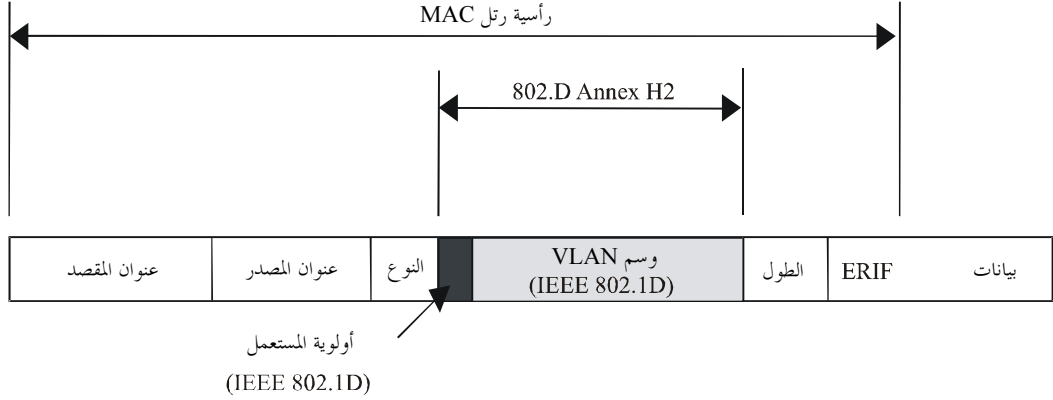 رأسية رتل MAC
802.D Annex H2
عنوان المقصد
عنوان المصدر
النوع
وسم VLAN
(IEEE 802.1D)
الطول
ERIF
بيانات
أولوية المستعمل
(IEEE 802.1D)